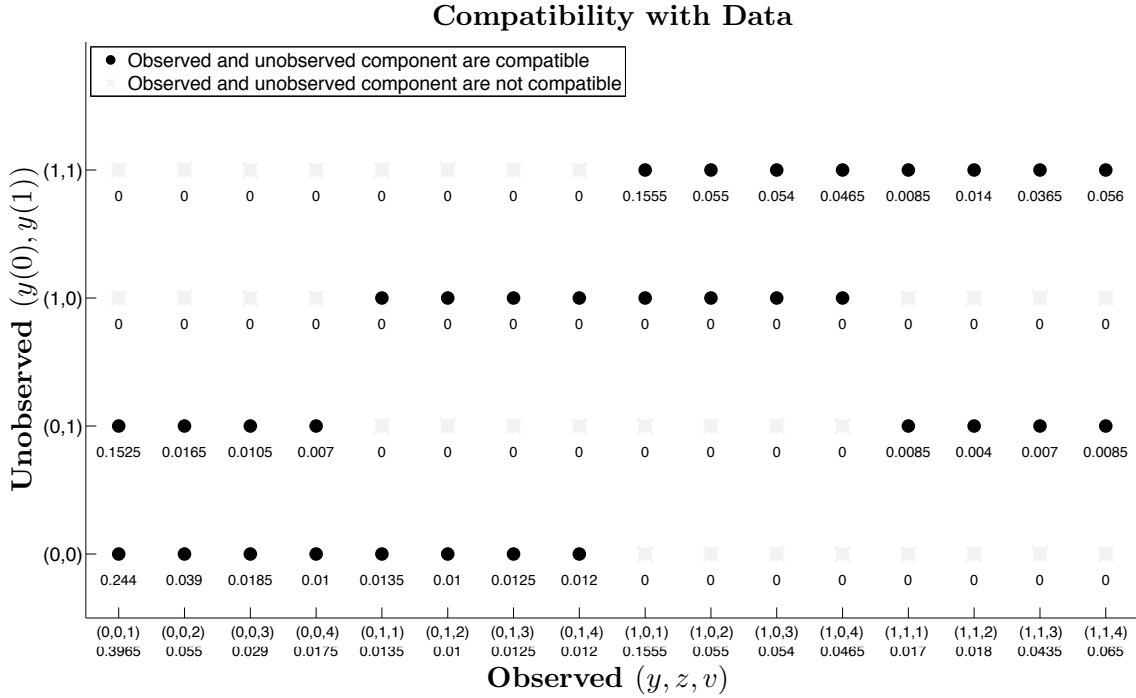 Compatibility with Data
Observed and unobserved component are compatible
Observed and unobserved component are not compatible
Unobserved (y(0), y(1))
(1,1)
0 0 0 0 0 0 0 0 0.1555 0.055 0.054 0.0465 0.0085 0.014 0.0365 0.056
(1,0)
0 0 0 0 0 0 0 0 0 0 0 0 0 0 0 0
(0,1)
0.1525 0.0165 0.0105 0.007 0 0 0 0 0 0 0 0 0.0085 0.004 0.007 0.0085
(0,0)
0.244 0.039 0.0185 0.01 0.0135 0.01 0.0125 0.012 0 0 0 0 0 0 0 0
(0,0,1) (0,0,2) (0,0,3) (0,0,4) (0,1,1) (0,1,2) (0,1,3) (0,1,4) (1,0,1) (1,0,2) (1,0,3) (1,0,4) (1,1,1) (1,1,2) (1,1,3) (1,1,4)
0.3965 0.055 0.029 0.0175 0.0135 0.01 0.0125 0.012 0.1555 0.055 0.054 0.0465 0.017 0.018 0.0435 0.065
Observed (y, z, v)